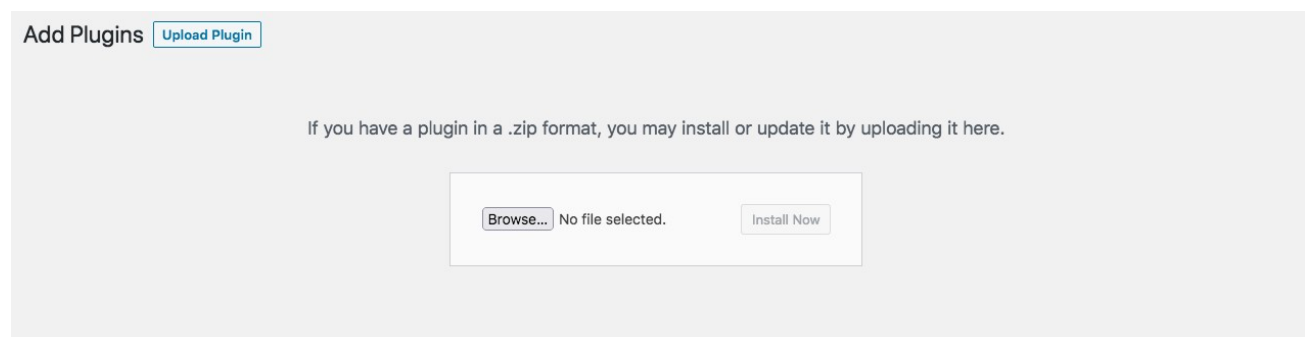 Add Plugins Upload Plugin
If you have a plugin in a .zip format, you may install or update it by uploading it here.
Browse... No file selected. Install Now